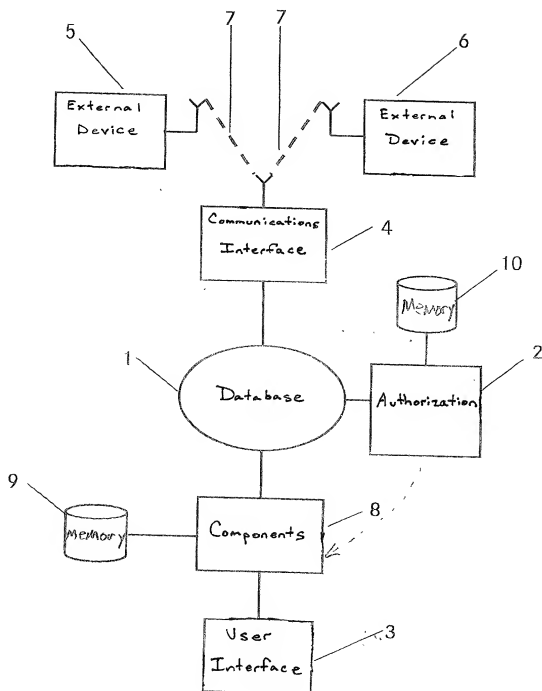 7
7
5
6
External
Device
External
Device
Communications
Interface
4
10
Memory
1
2
Database
Authorization
9
8
Memory
Components
User
Interface
3